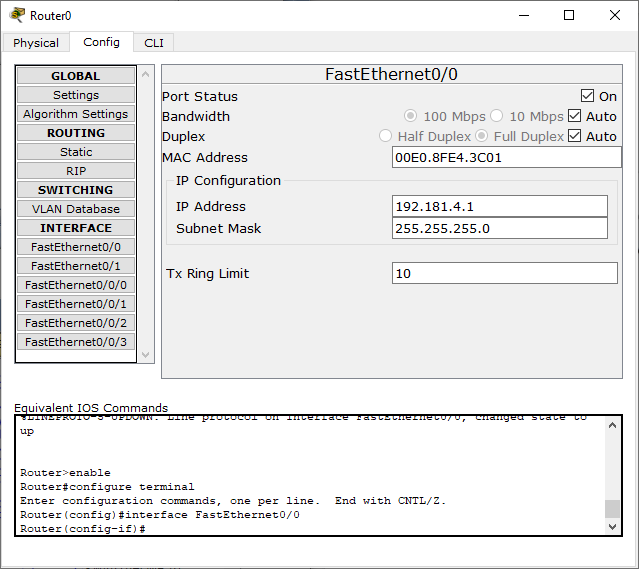 Router0
Physical Config CLI
GLOBAL
Settings
Algorithm Settings
ROUTING
Static
RIP
SWITCHING
VLAN Database
INTERFACE
FastEthernet0/0
FastEthernet0/1
FastEthernet0/0/0
FastEthernet0/0/1
FastEthernet0/0/2
FastEthernet0/0/3
FastEthernet0/0
Port Status On
Bandwidth 100 Mbps 10 Mbps Auto
Duplex Half Duplex Full Duplex Auto
MAC Address 00E0.8FE4.3C01
IP Configuration
IP Address 192.181.4.1
Subnet Mask 255.255.255.0
Tx Ring Limit 10
Equivalent IOS Commands
%LINEPROTO-5-UPDOWN: Line protocol on Interface FastEthernet0/0, changed state to
up
Router>enable
Router#configure terminal
Enter configuration commands, one per line. End with CNTL/Z.
Router(config)#interface FastEthernet0/0
Router(config-if)#